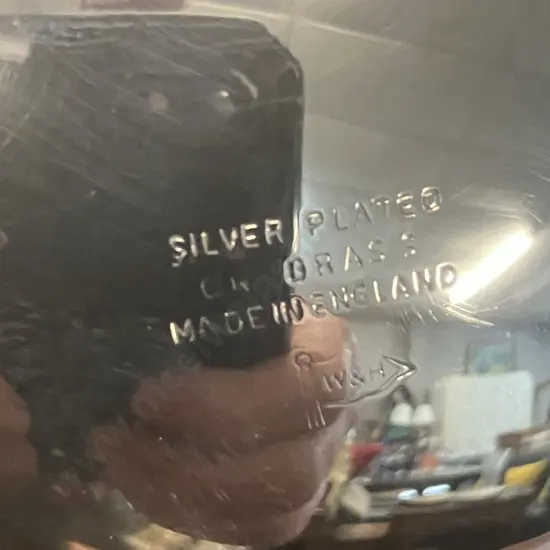 SILVER PLATED
ON BRASS
MADE IN ENGLAND
W&H